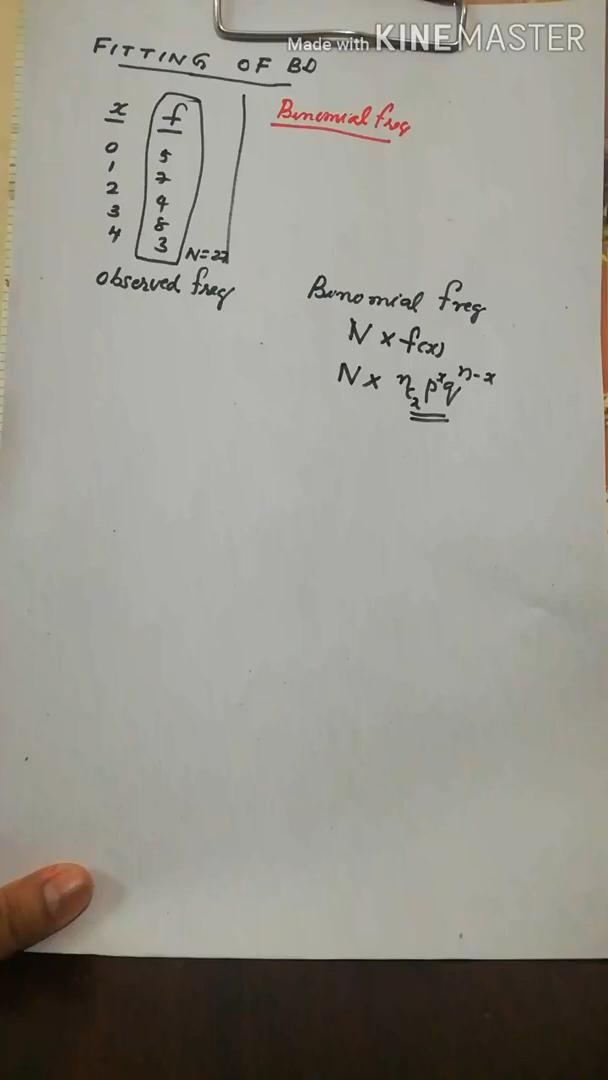 Made with KINEMASTER
FITTING OF BD
x f
0 5
1 7
2 4
3 8
4 3
N=27
observed freq
Binomial freq
Binomial freq
N x f(x)
N x nCx p^x q^n-x